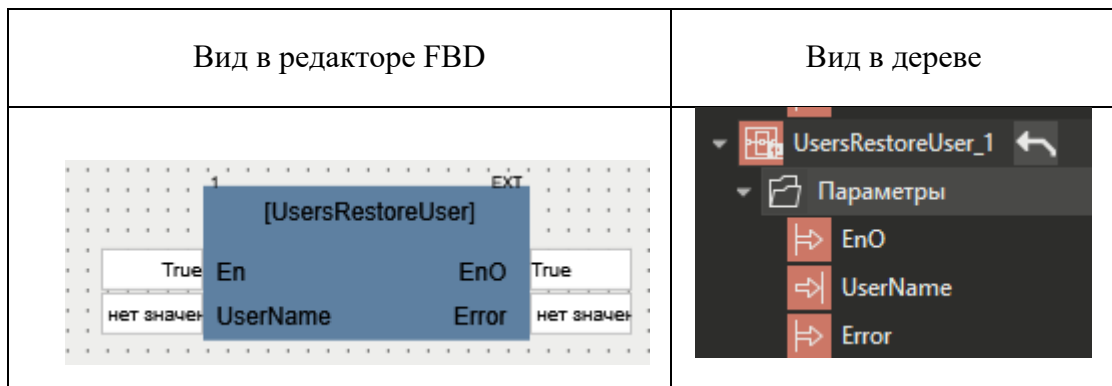 Вид в редакторе FBD
Вид в дереве
1 EXT
[UsersRestoreUser]
True En EnO True
нет значен UserName Error нет значен
UsersRestoreUser_1
Параметры
EnO
UserName
Error